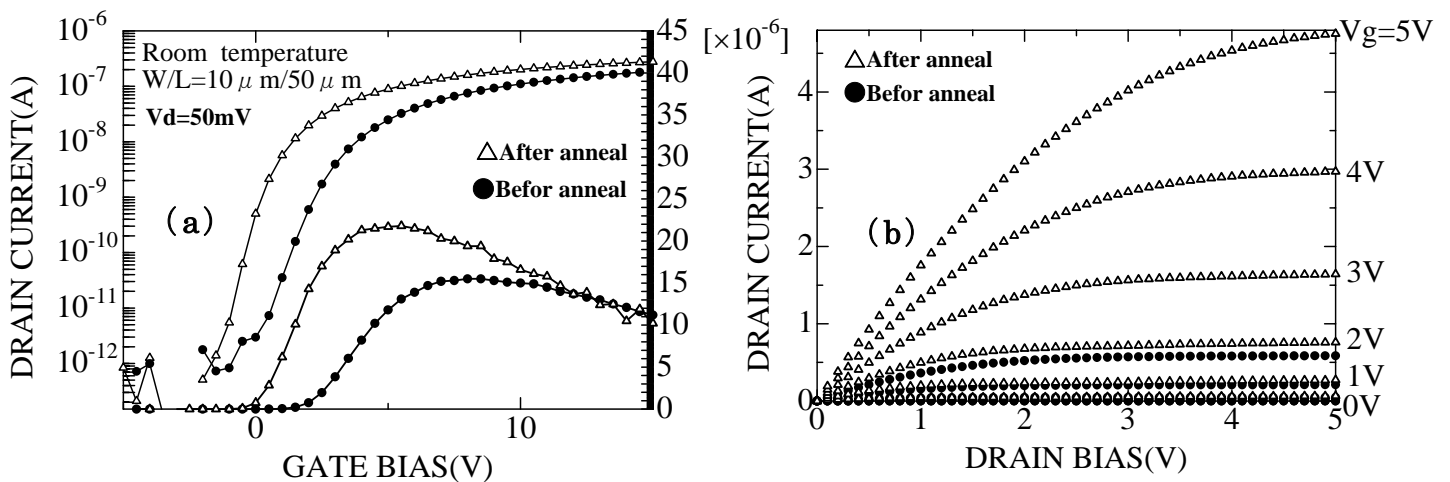 DRAIN CURRENT(A)
10^-6
10^-7
10^-8
10^-9
10^-10
10^-11
10^-12
Room temperature
W/L=10 μm/50 μm
Vd=50mV
△After anneal
●Befor anneal
(a)
45
40
35
30
25
20
15
10
5
0
0
10
GATE BIAS(V)
[×10^-6]
DRAIN CURRENT(A)
6
4
2
0
△After anneal
●Befor anneal
(b)
Vg=5V
4V
3V
2V
1V
0V
0
1
2
3
4
5
DRAIN BIAS(V)